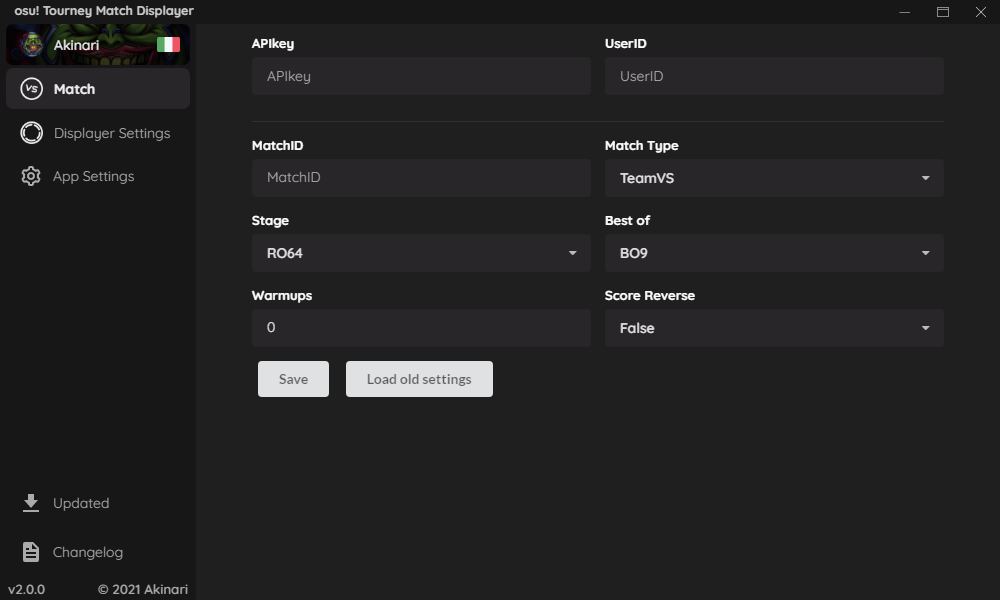 osu! Tourney Match Displayer
Akinari
VS Match
Displayer Settings
App Settings
Updated
Changelog
v2.0.0 © 2021 Akinari
APIkey UserID
APIkey UserID
MatchID Match Type
MatchID TeamVS
Stage Best of
RO64 BO9
Warmups Score Reverse
0 False
Save Load old settings